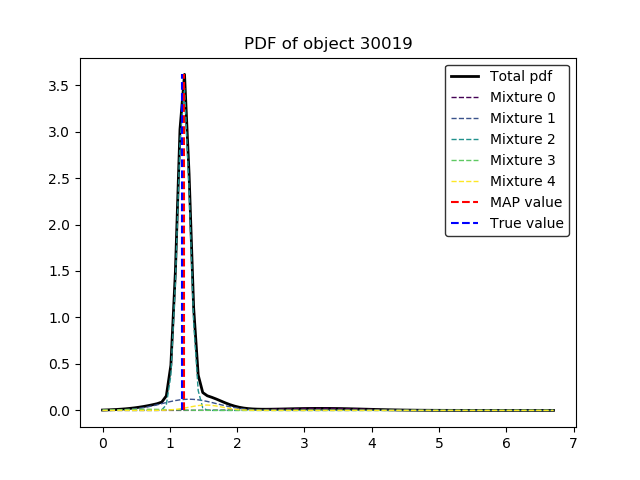 PDF of object 30019
Total pdf
Mixture 0
Mixture 1
Mixture 2
Mixture 3
Mixture 4
MAP value
True value
3.5
3.0
2.5
2.0
1.5
1.0
0.5
0.0
0 1 2 3 4 5 6 7